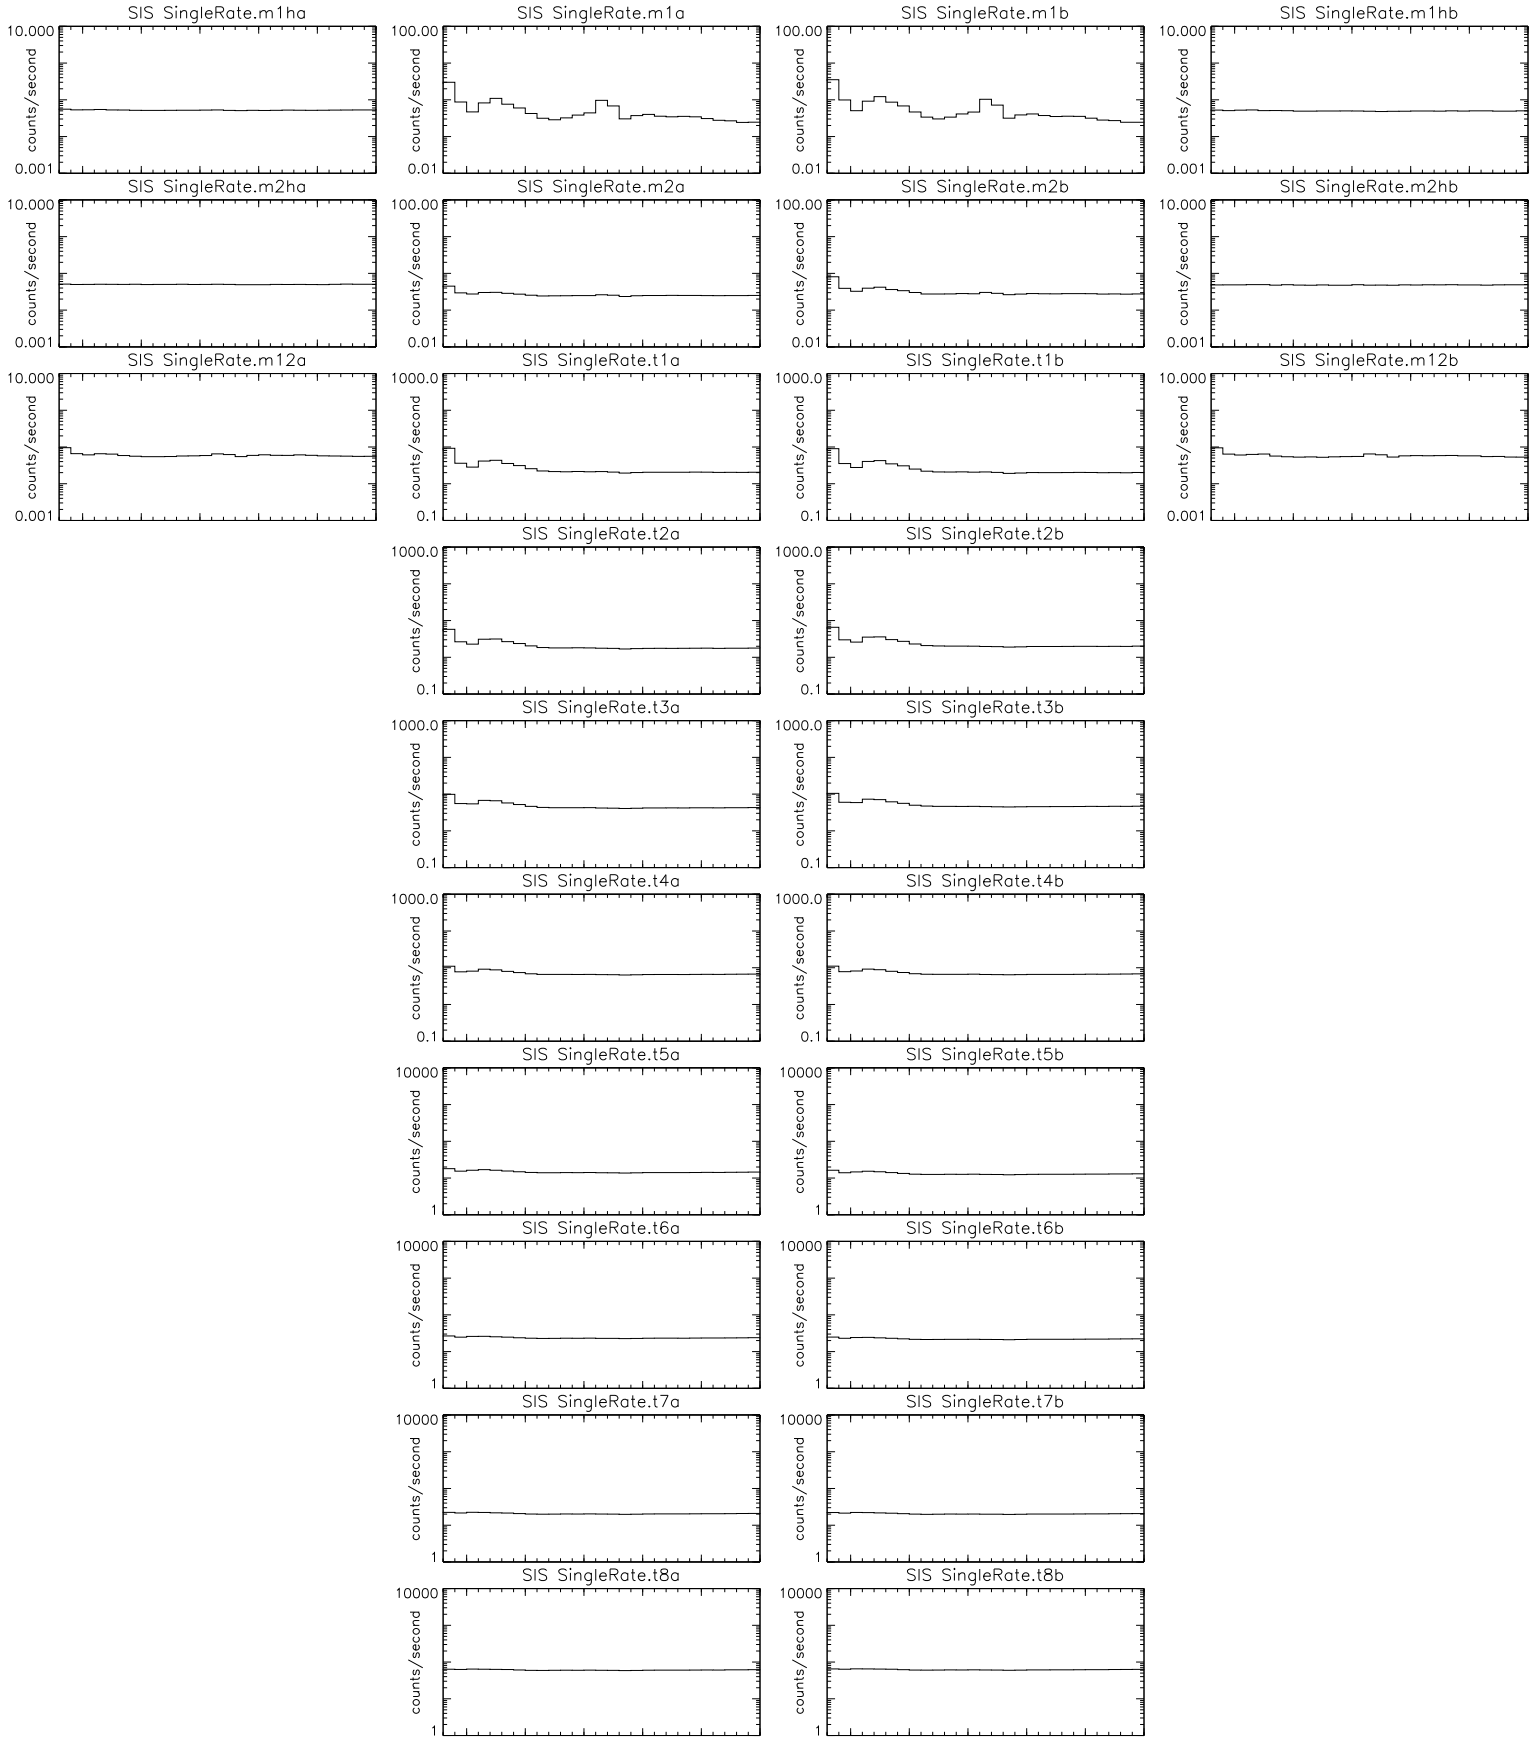 SIS SingleRate.m1ha
SIS SingleRate.m1a
SIS SingleRate.m1b
SIS SingleRate.m1hb
10.000
counts/second
0.001
100.00
counts/second
0.01
100.00
counts/second
0.01
10.000
counts/second
0.001
SIS SingleRate.m2ha
SIS SingleRate.m2a
SIS SingleRate.m2b
SIS SingleRate.m2hb
10.000
counts/second
0.001
100.00
counts/second
0.01
100.00
counts/second
0.01
10.000
counts/second
0.001
SIS SingleRate.m12a
SIS SingleRate.t1a
SIS SingleRate.t1b
SIS SingleRate.m12b
10.000
counts/second
0.001
1000.0
counts/second
0.1
1000.0
counts/second
0.1
10.000
counts/second
0.001
SIS SingleRate.t2a
SIS SingleRate.t2b
1000.0
counts/second
0.1
1000.0
counts/second
0.1
SIS SingleRate.t3a
SIS SingleRate.t3b
1000.0
counts/second
0.1
1000.0
counts/second
0.1
SIS SingleRate.t4a
SIS SingleRate.t4b
1000.0
counts/second
0.1
1000.0
counts/second
0.1
SIS SingleRate.t5a
SIS SingleRate.t5b
10000
counts/second
1
10000
counts/second
1
SIS SingleRate.t6a
SIS SingleRate.t6b
10000
counts/second
1
10000
counts/second
1
SIS SingleRate.t7a
SIS SingleRate.t7b
10000
counts/second
1
10000
counts/second
1
SIS SingleRate.t8a
SIS SingleRate.t8b
10000
counts/second
1
10000
counts/second
1